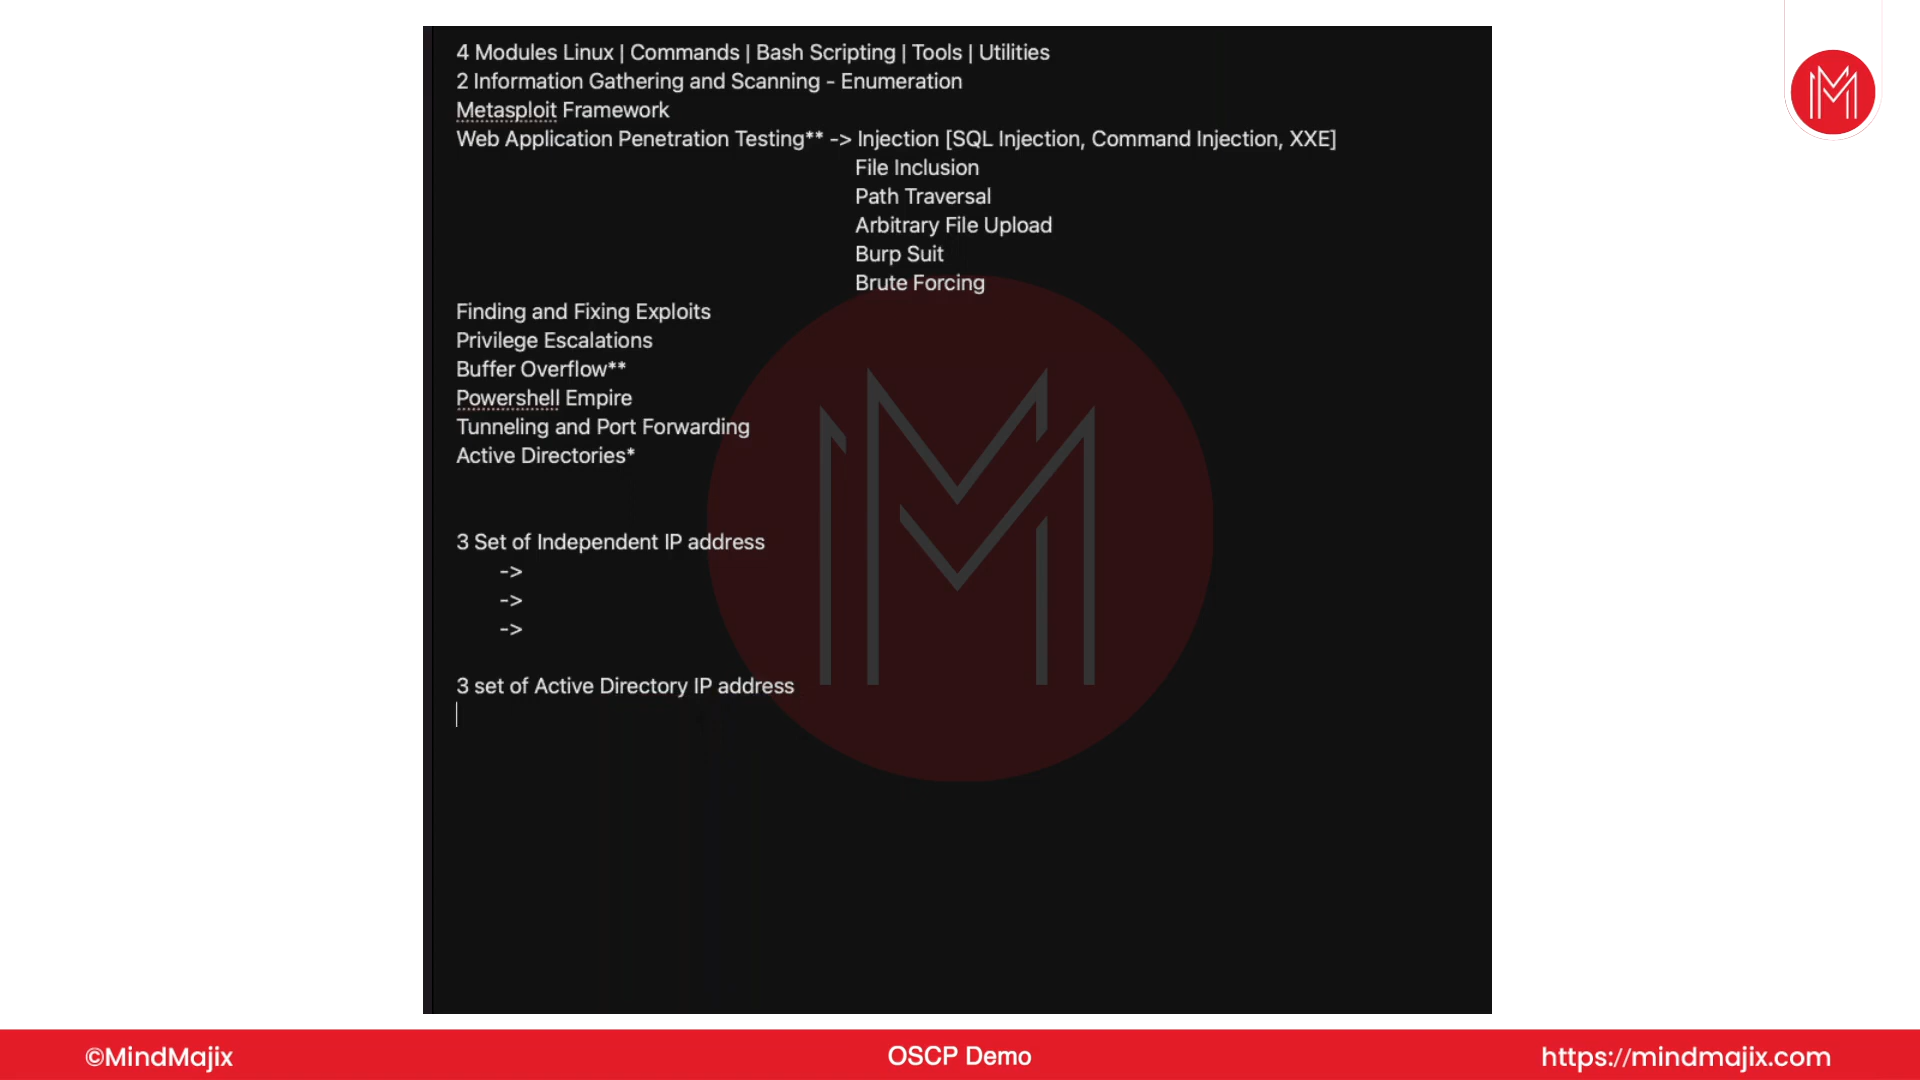 4 Modules Linux | Commands | Bash Scripting | Tools | Utilities
2 Information Gathering and Scanning - Enumeration
Metasploit Framework
Web Application Penetration Testing** -> Injection [SQL Injection, Command Injection, XXE]
File Inclusion
Path Traversal
Arbitrary File Upload
Burp Suit
Brute Forcing
Finding and Fixing Exploits
Privilege Escalations
Buffer Overflow**
Powershell Empire
Tunneling and Port Forwarding
Active Directories*
3 Set of Independent IP address
->
->
->
3 set of Active Directory IP address
©MindMajix
OSCP Demo
https://mindmajix.com